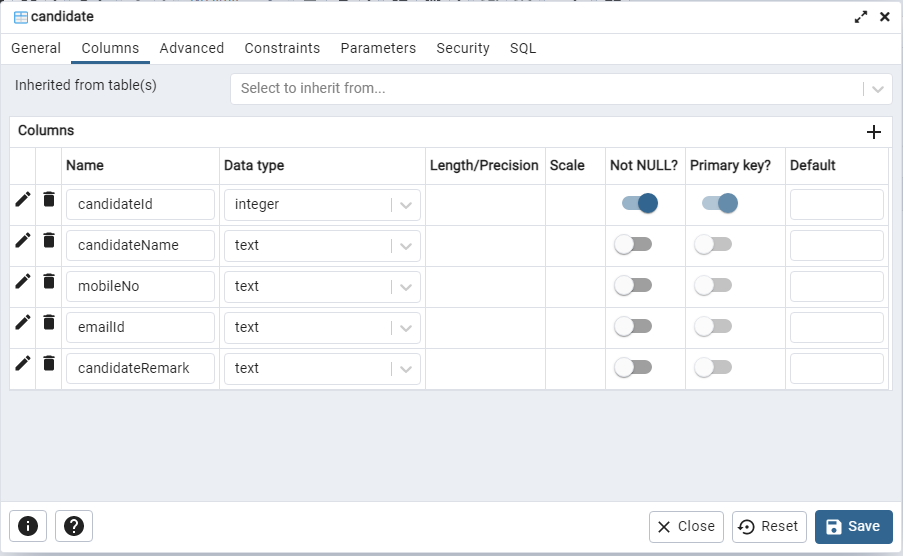 candidate
General Columns Advanced Constraints Parameters Security SQL
Inherited from table(s) Select to inherit from...
Columns
Name Data type Length/Precision Scale Not NULL? Primary key? Default
candidateId integer
candidateName text
mobileNo text
emailId text
candidateRemark text
Close Reset Save